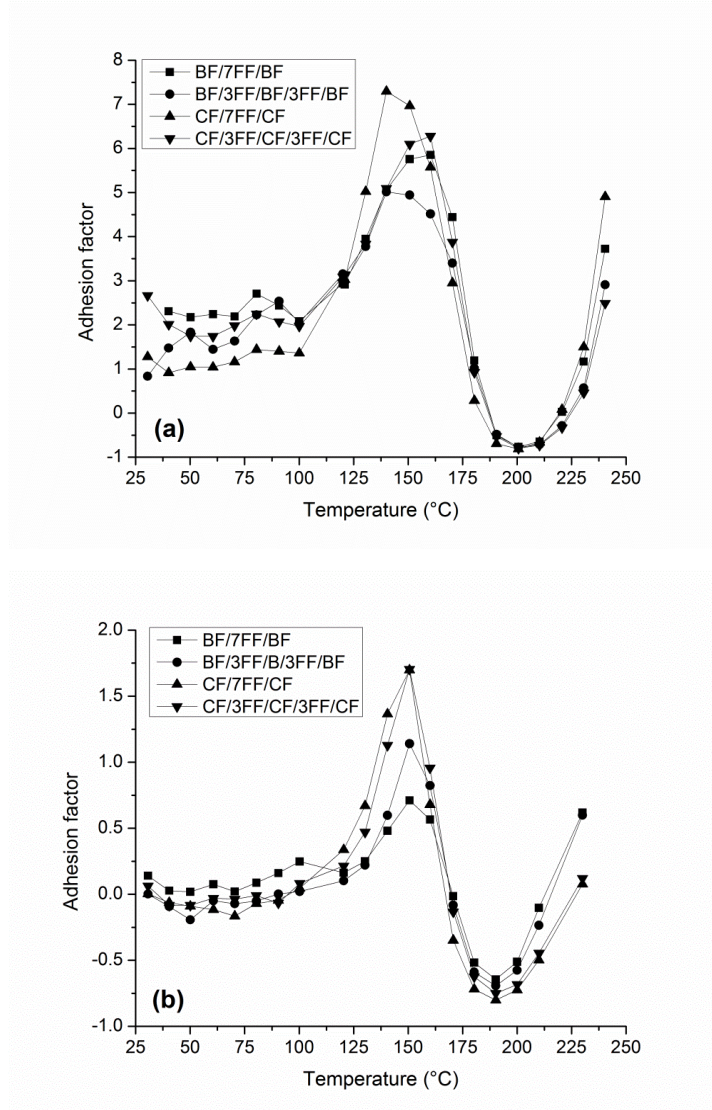 8
7
6
5
4
3
2
1
0
-1
Adhesion factor
BF/7FF/BF
BF/3FF/BF/3FF/BF
CF/7FF/CF
CF/3FF/CF/3FF/CF
(a)
25 50 75 100 125 150 175 200 225 250
Temperature (°C)
2.0
1.5
1.0
0.5
0.0
-0.5
-1.0
Adhesion factor
BF/7FF/BF
BF/3FF/B/3FF/BF
CF/7FF/CF
CF/3FF/CF/3FF/CF
(b)
25 50 75 100 125 150 175 200 225 250
Temperature (°C)